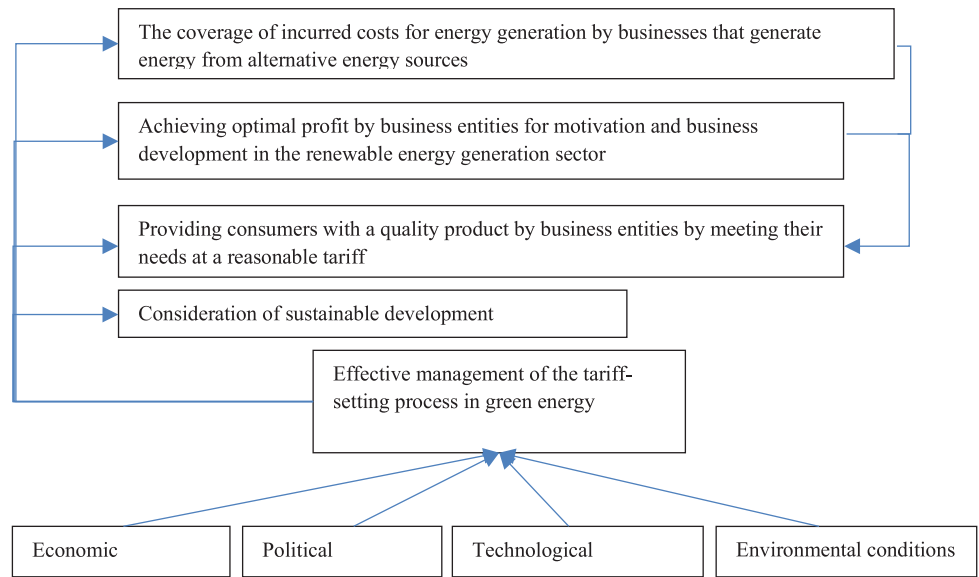 The coverage of incurred costs for energy generation by businesses that generate
energy from alternative energy sources
Achieving optimal profit by business entities for motivation and business
development in the renewable energy generation sector
Providing consumers with a quality product by business entities by meeting their
needs at a reasonable tariff
Consideration of sustainable development
Effective management of the tariff-
setting process in green energy
Economic
Political
Technological
Environmental conditions